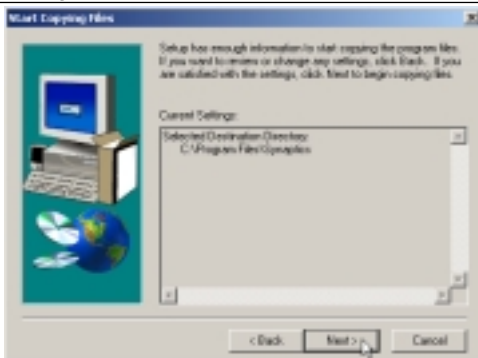 Start Copying Files
Setup has enough information to start copying the program files.
If you want to review or change any settings, click Back. If you
are satisfied with the settings, click Next to begin copying files.
Current Settings:
Selected Destination Directory:
C:\Program Files\Synaptics
< Back
Next >
Cancel